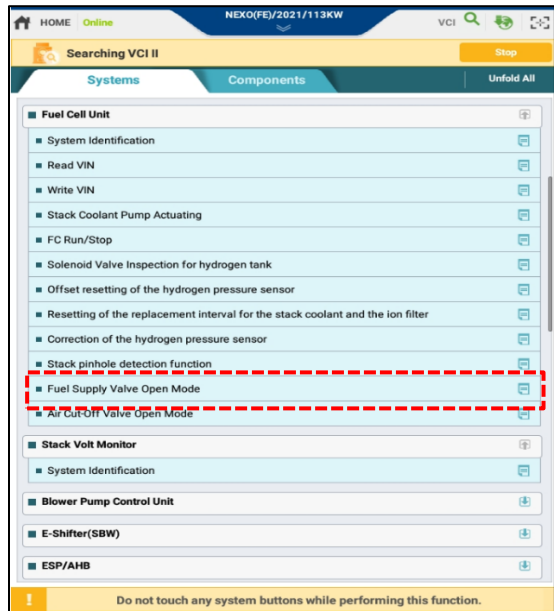 NEXO(FE)/2021/113KW
HOME Online VCI
Searching VCI II Stop
Systems Components Unfold All
Fuel Cell Unit
System Identification
Read VIN
Write VIN
Stack Coolant Pump Actuating
FC Run/Stop
Solenoid Valve Inspection for hydrogen tank
Offset resetting of the hydrogen pressure sensor
Resetting of the replacement interval for the stack coolant and the ion filter
Correction of the hydrogen pressure sensor
Stack pinhole detection function
Fuel Supply Valve Open Mode
Air Cut-Off Valve Open Mode
Stack Volt Monitor
System Identification
Blower Pump Control Unit
E-Shifter(SBW)
ESP/AHB
! Do not touch any system buttons while performing this function.